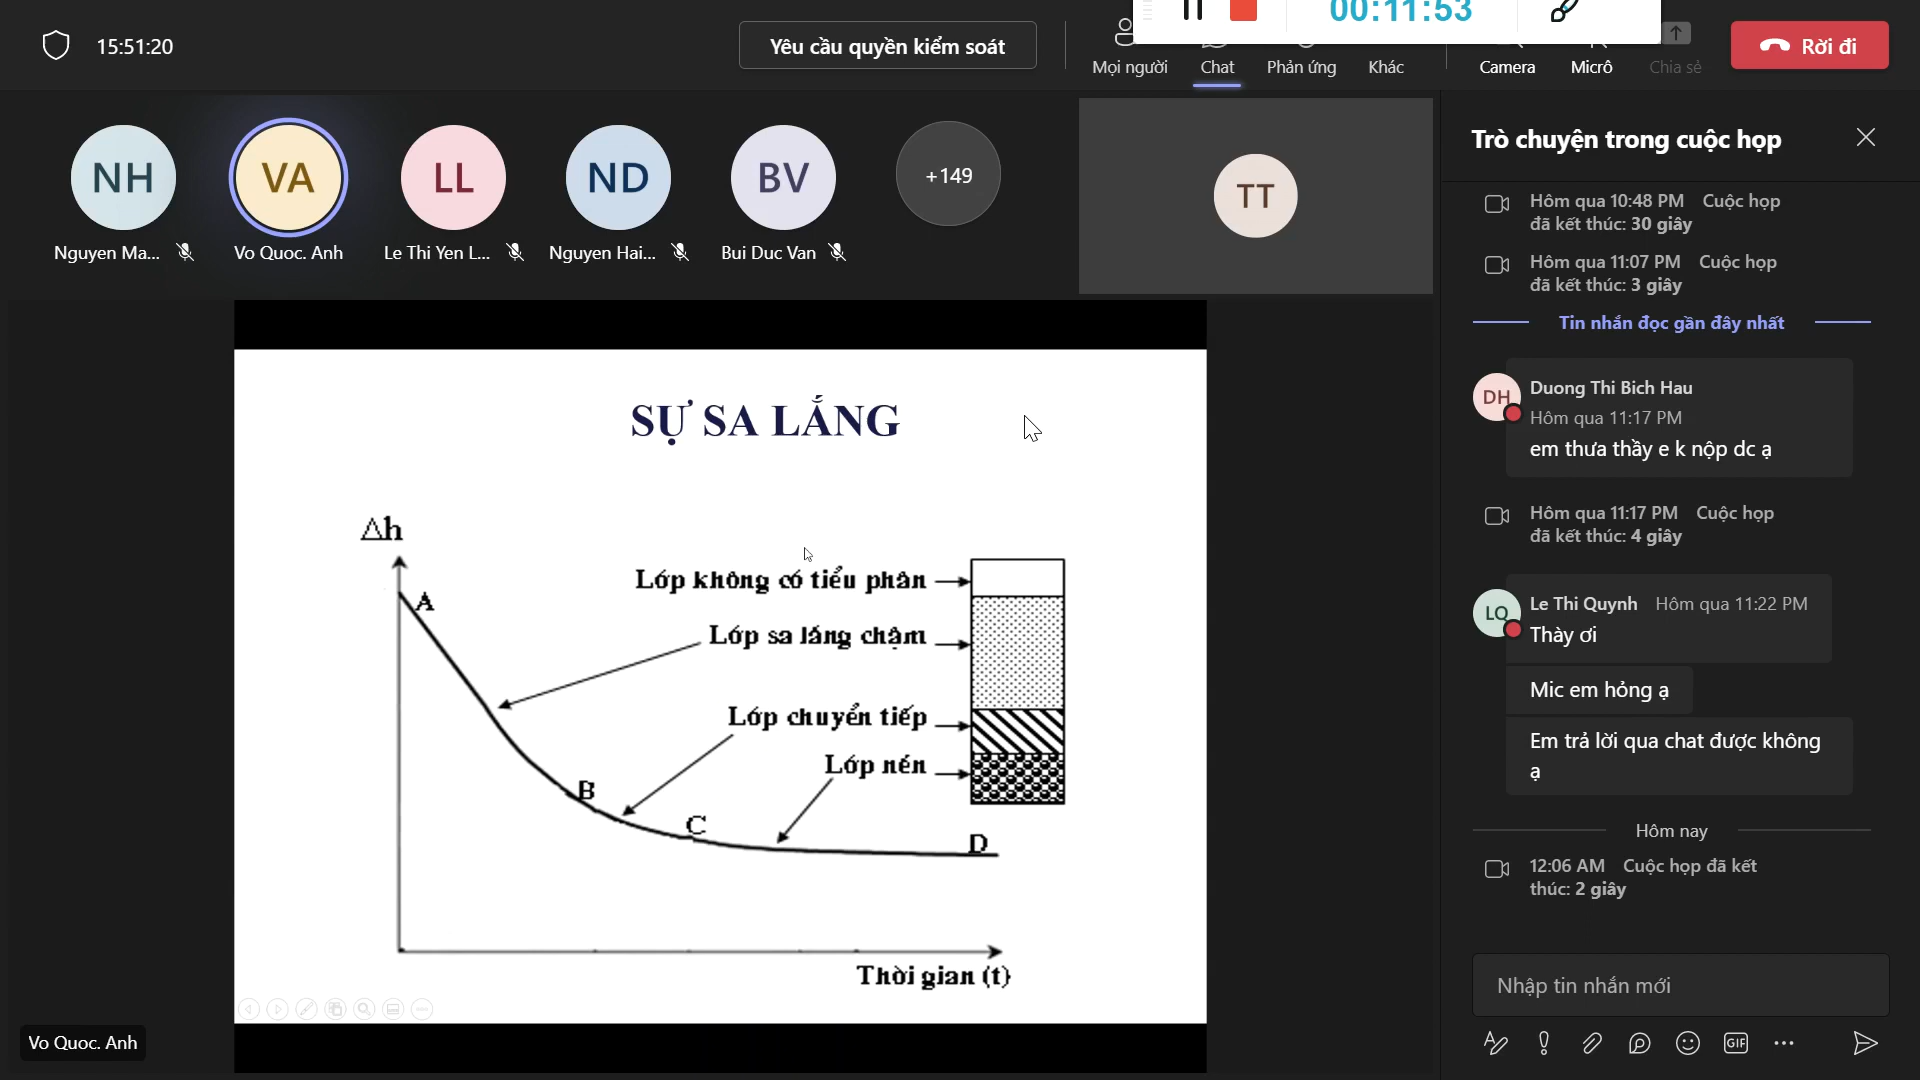 15:51:20
Yêu cầu quyền kiểm soát
00:11:53
Mọi người
Chat
Phản ứng
Khác
Camera
Micrô
Chia sẻ
Rời đi
NH
VA
LL
ND
BV
+149
TT
Nguyen Ma...
Vo Quoc. Anh
Le Thi Yen L...
Nguyen Hai...
Bui Duc Van
SỰ SA LẮNG
Δh
A
B
C
D
Lớp không có tiểu phân
Lớp sa lắng chậm
Lớp chuyển tiếp
Lớp nén
Thời gian (t)
Vo Quoc. Anh
Trò chuyện trong cuộc họp
Hôm qua 10:48 PM Cuộc họp
đã kết thúc: 30 giây
Hôm qua 11:07 PM Cuộc họp
đã kết thúc: 3 giây
Tin nhắn đọc gần đây nhất
DH
Duong Thi Bich Hau
Hôm qua 11:17 PM
em thưa thầy e k nộp dc ạ
Hôm qua 11:17 PM Cuộc họp
đã kết thúc: 4 giây
LQ
Le Thi Quynh Hôm qua 11:22 PM
Thày ơi
Mic em hỏng ạ
Em trả lời qua chat được không
ạ
Hôm nay
12:06 AM Cuộc họp đã kết
thúc: 2 giây
Nhập tin nhắn mới
GIF